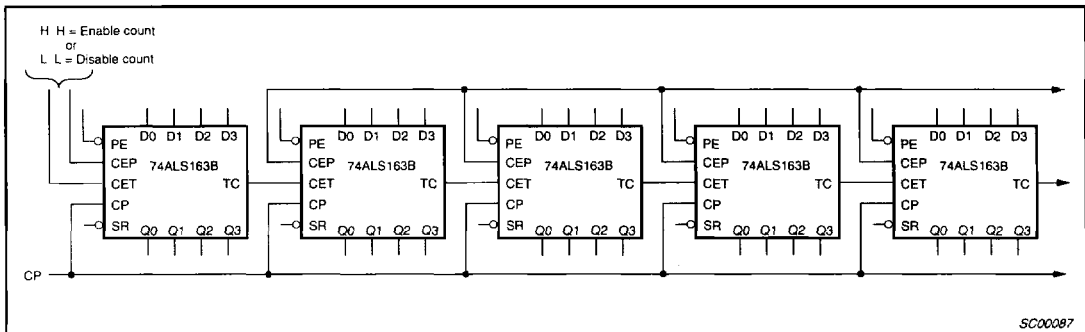 H H = Enable count
or
L L = Disable count
D0 D1 D2 D3
PE
CEP
74ALS163B
CET
TC
CP
SR
Q0 Q1 Q2 Q3
D0 D1 D2 D3
PE
CEP
74ALS163B
CET
TC
CP
SR
Q0 Q1 Q2 Q3
D0 D1 D2 D3
PE
CEP
74ALS163B
CET
TC
CP
SR
Q0 Q1 Q2 Q3
D0 D1 D2 D3
PE
CEP
74ALS163B
CET
TC
CP
SR
Q0 Q1 Q2 Q3
D0 D1 D2 D3
PE
CEP
74ALS163B
CET
TC
CP
SR
Q0 Q1 Q2 Q3
CP
SC00087